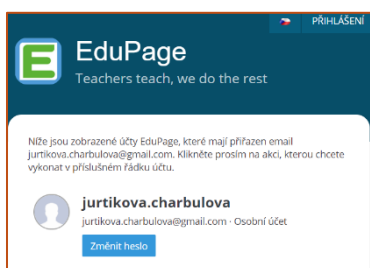 PŘIHLÁŠENÍ
EduPage
Teachers teach, we do the rest
Níže jsou zobrazené účty EduPage, které mají přiřazen email
jurtikova.charbulova@gmail.com. Klikněte prosím na akci, kterou chcete
vykonat v příslušném řádku účtu.
jurtikova.charbulova
jurtikova.charbulova@gmail.com · Osobní účet
Změnit heslo